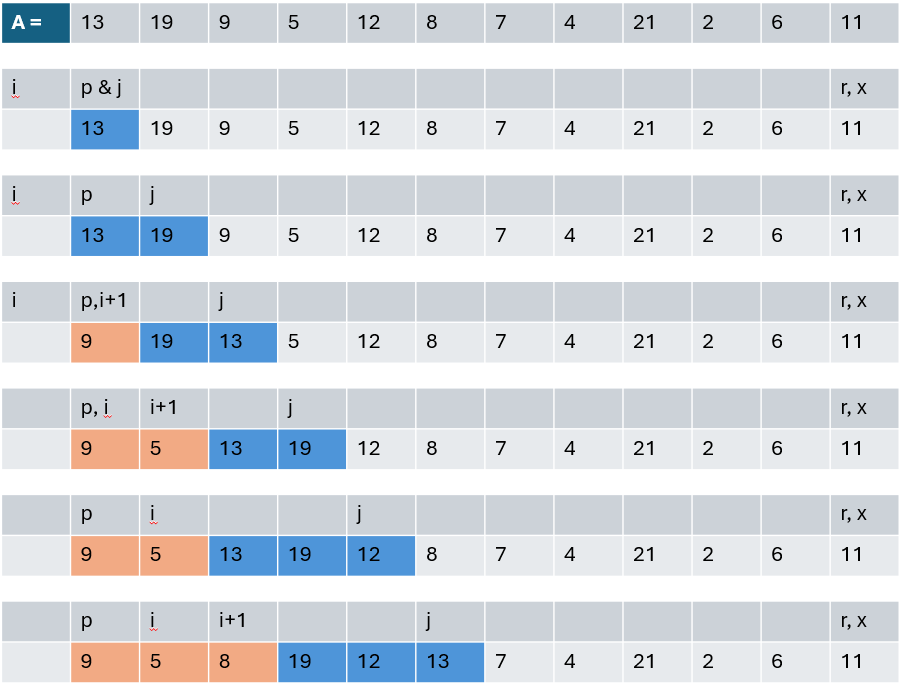 A = 13 19 9 5 12 8 7 4 21 2 6 11
i p & j r, x
13 19 9 5 12 8 7 4 21 2 6 11
i p j r, x
13 19 9 5 12 8 7 4 21 2 6 11
i p,i+1 j r, x
9 19 13 5 12 8 7 4 21 2 6 11
p, i i+1 j r, x
9 5 13 19 12 8 7 4 21 2 6 11
p i j r, x
9 5 13 19 12 8 7 4 21 2 6 11
p i i+1 j r, x
9 5 8 19 12 13 7 4 21 2 6 11